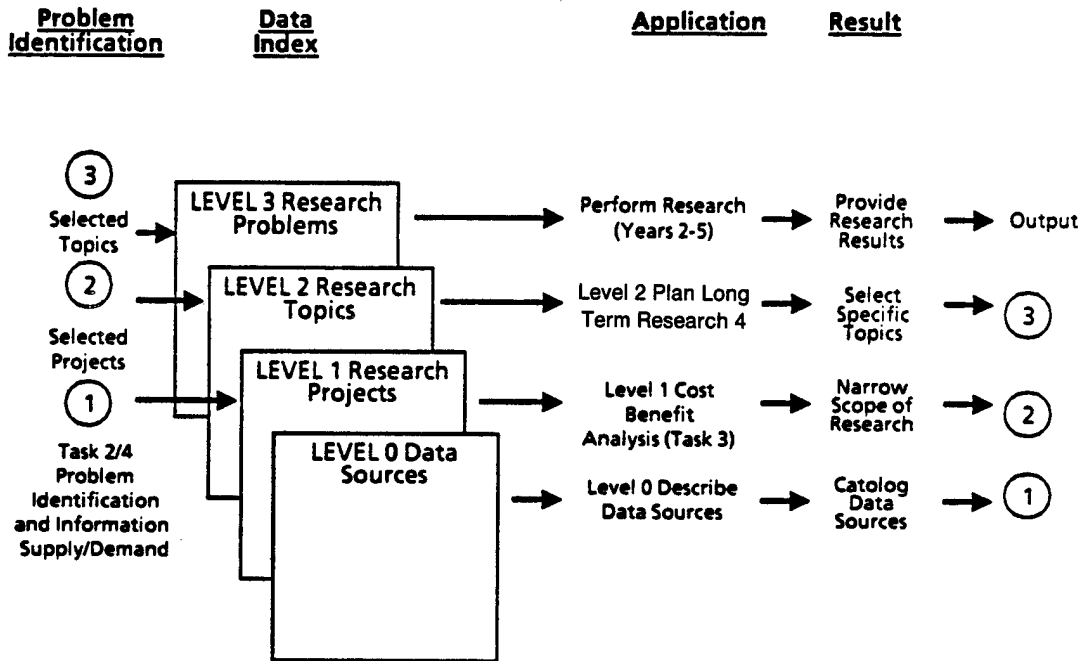 Problem
Identification
Data
Index
Application
Result
3
Selected
Topics
2
Selected
Projects
1
Task 2/4
Problem
Identification
and Information
Supply/Demand
LEVEL 3 Research
Problems
LEVEL 2 Research
Topics
LEVEL 1 Research
Projects
LEVEL 0 Data
Sources
Perform Research
(Years 2-5)
Provide
Research
Results
Output
Level 2 Plan Long
Term Research 4
Select
Specific
Topics
3
Level 1 Cost
Benefit
Analysis (Task 3)
Narrow
Scope of
Research
2
Level 0 Describe
Data Sources
Catolog
Data
Sources
1